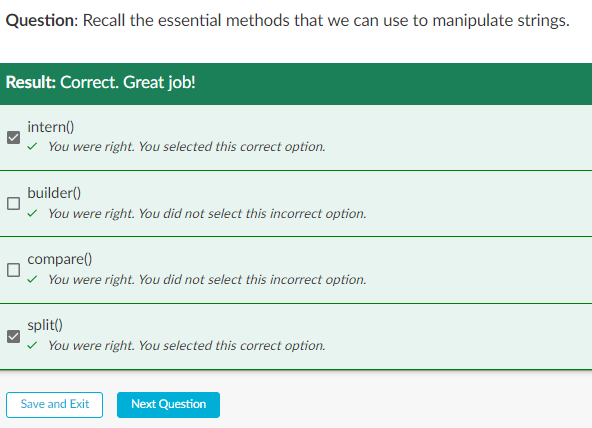 Question: Recall the essential methods that we can use to manipulate strings.
Result: Correct. Great job!
intern()
You were right. You selected this correct option.
builder()
You were right. You did not select this incorrect option.
compare()
You were right. You did not select this incorrect option.
split()
You were right. You selected this correct option.
Save and Exit
Next Question